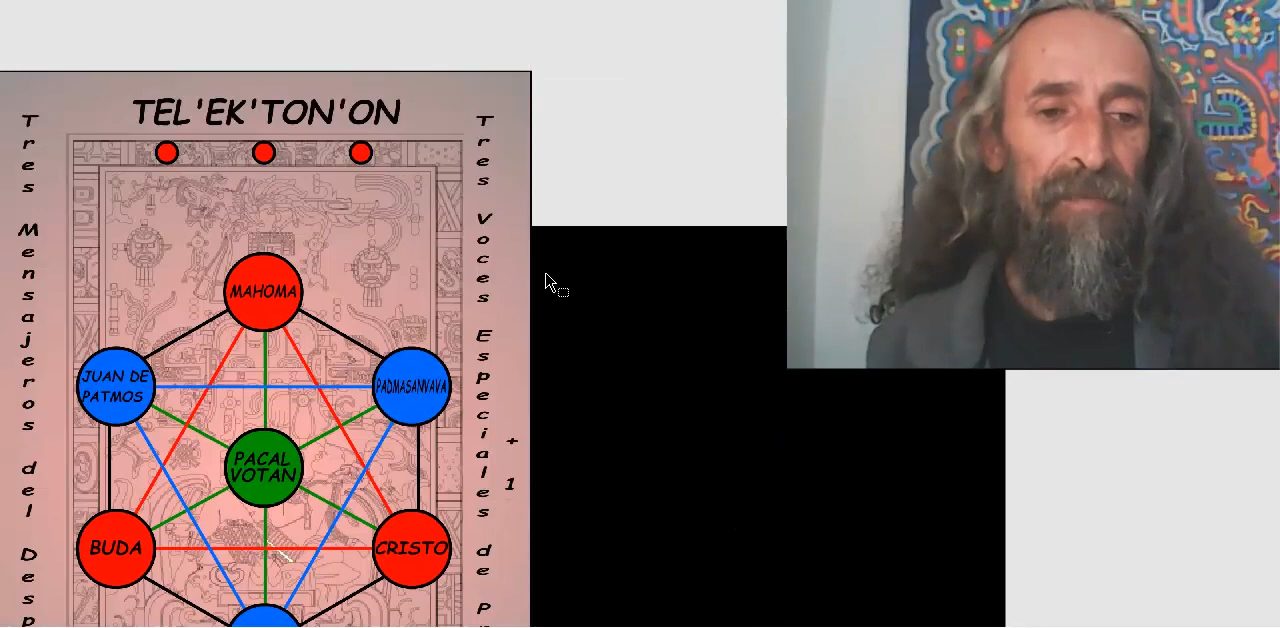 TEL'EK'TON'ON
Tres Mensajeros del Desp
Tres Voces Especiales de Pr
+ 1
MAHOMA
JUAN DE
PATMOS
PADMASANVAVA
PACAL
VOTAN
BUDA
CRISTO